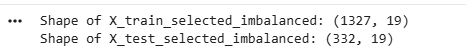 ••• Shape of X_train_selected_imbalanced: (1327, 19)
Shape of X_test_selected_imbalanced: (332, 19)